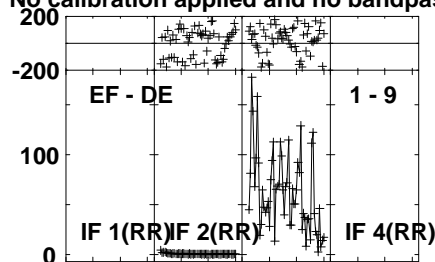 No calibration applied and no bandpas
200
-200
EF - DE 1 - 9
100
IF 1(RR) IF 2(RR) IF 4(RR)
0